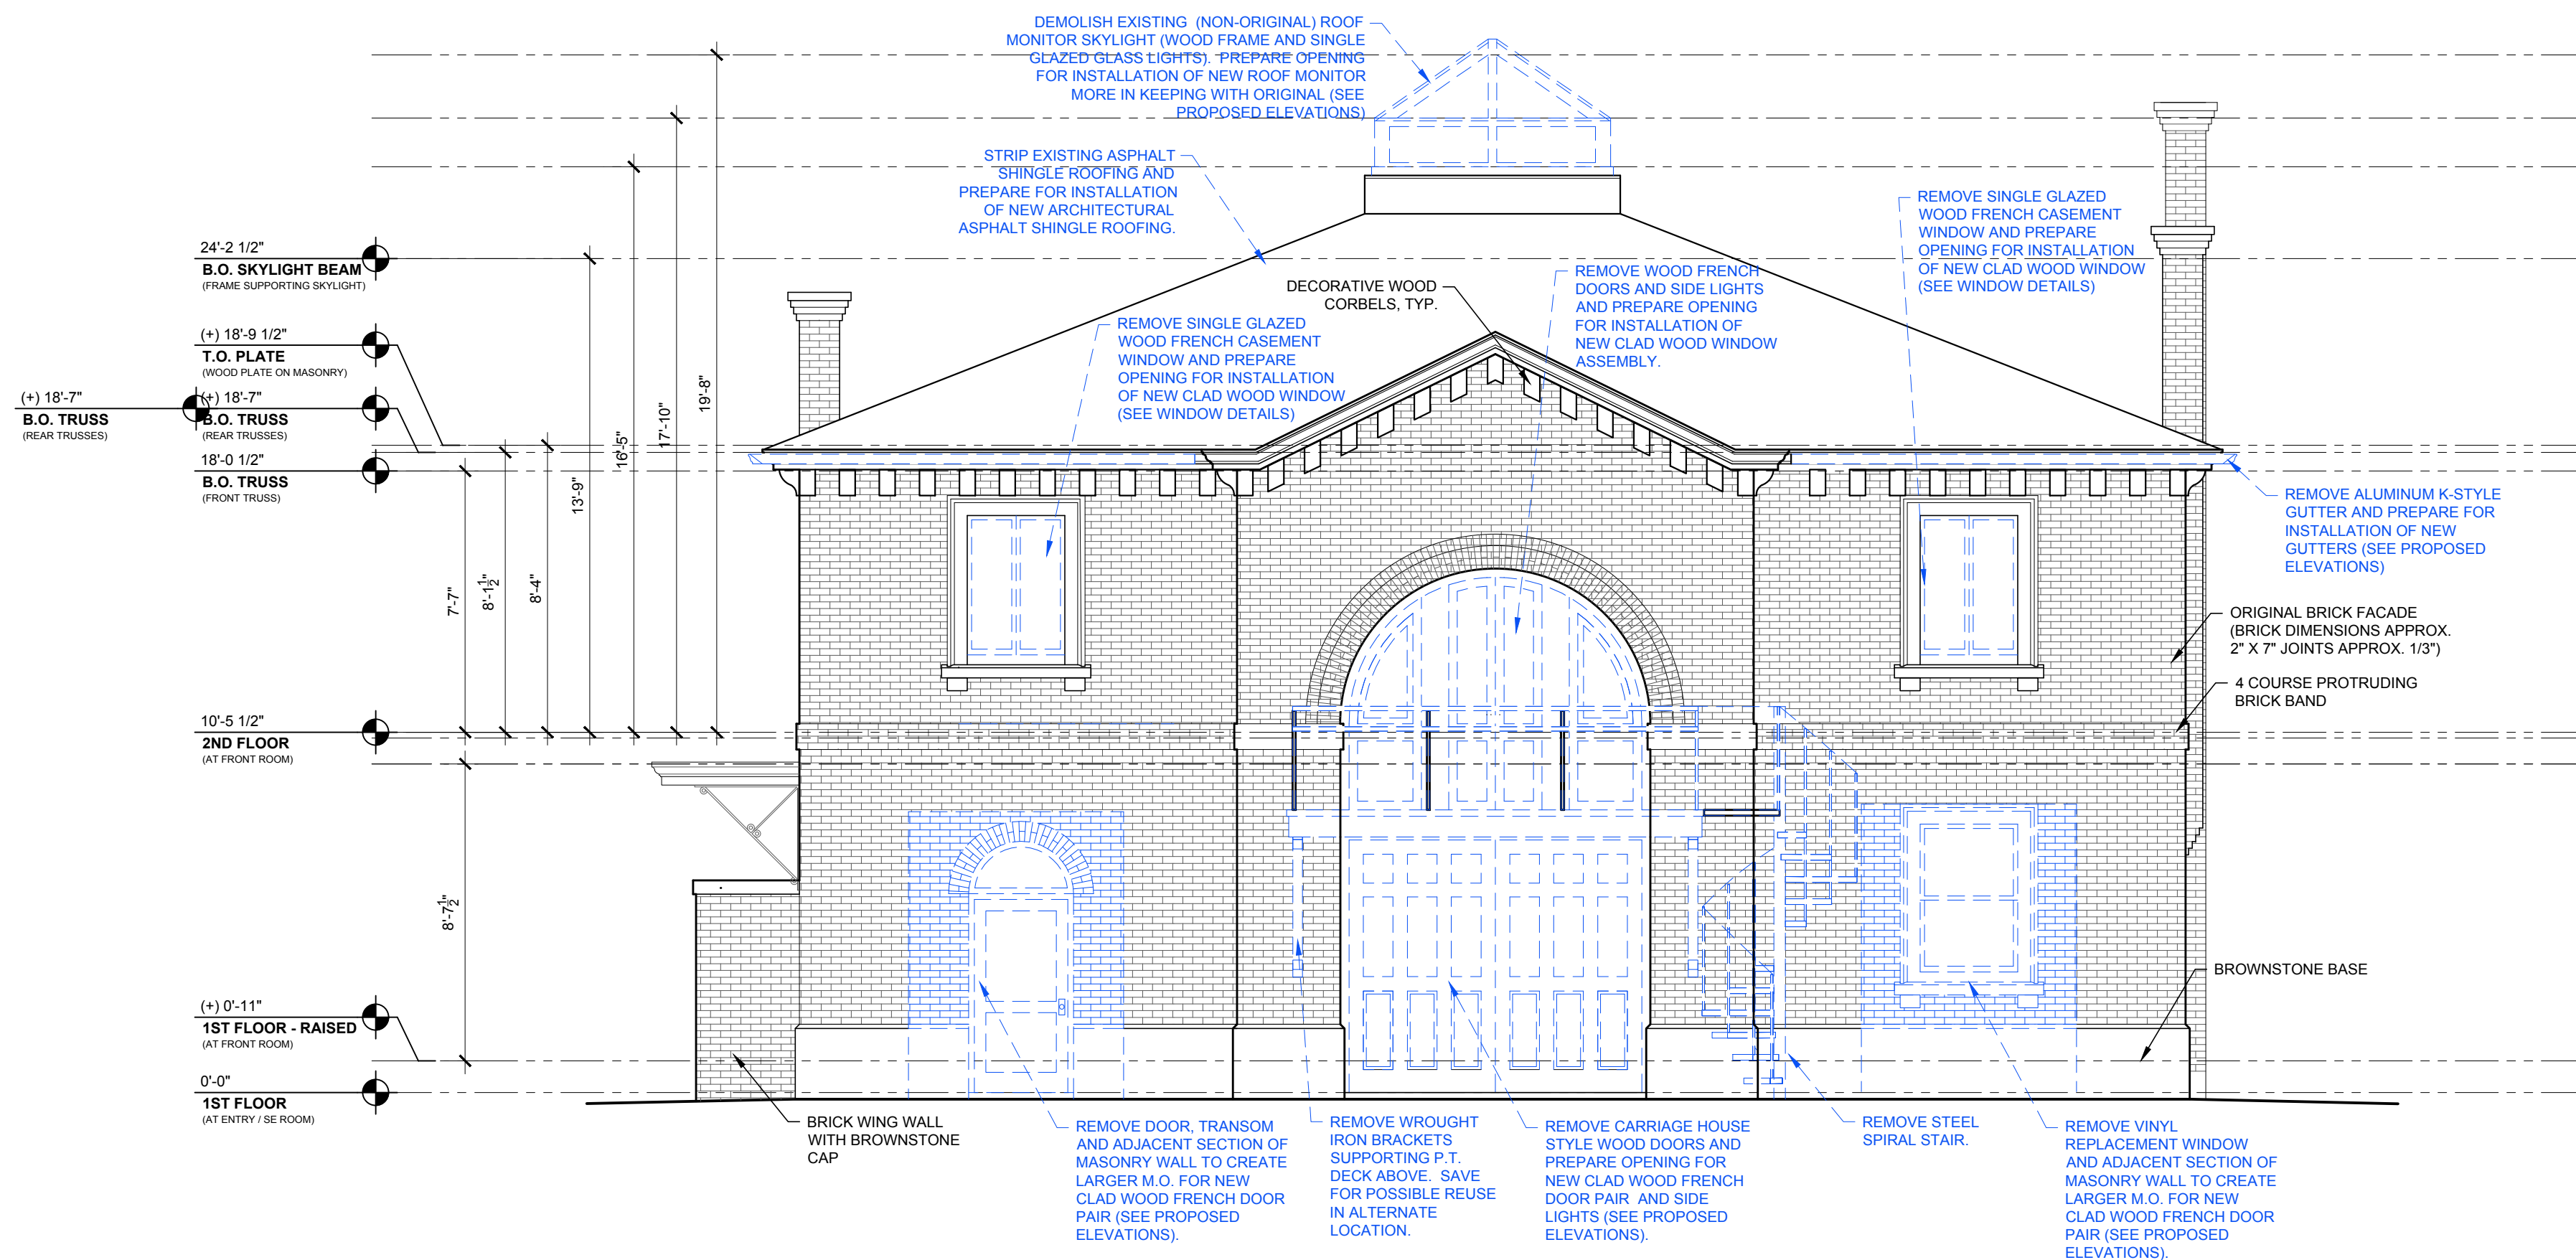 DEMOLISH EXISTING (NON-ORIGINAL) ROOF
MONITOR SKYLIGHT (WOOD FRAME AND SINGLE
GLAZED GLASS LIGHTS). PREPARE OPENING
FOR INSTALLATION OF NEW ROOF MONITOR
MORE IN KEEPING WITH ORIGINAL (SEE
PROPOSED ELEVATIONS)
STRIP EXISTING ASPHALT
SHINGLE ROOFING AND
PREPARE FOR INSTALLATION
OF NEW ARCHITECTURAL
ASPHALT SHINGLE ROOFING.
REMOVE SINGLE GLAZED
WOOD FRENCH CASEMENT
WINDOW AND PREPARE
OPENING FOR INSTALLATION
OF NEW CLAD WOOD WINDOW
(SEE WINDOW DETAILS)
DECORATIVE WOOD
CORBELS, TYP.
REMOVE WOOD FRENCH
DOORS AND SIDE LIGHTS
AND PREPARE OPENING
FOR INSTALLATION OF
NEW CLAD WOOD WINDOW
ASSEMBLY.
REMOVE SINGLE GLAZED
WOOD FRENCH CASEMENT
WINDOW AND PREPARE
OPENING FOR INSTALLATION
OF NEW CLAD WOOD WINDOW
(SEE WINDOW DETAILS)
24'-2 1/2"
B.O. SKYLIGHT BEAM
(FRAME SUPPORTING SKYLIGHT)
(+) 18'-9 1/2"
T.O. PLATE
(WOOD PLATE ON MASONRY)
(+) 18'-7"
B.O. TRUSS
(REAR TRUSSES)
(+) 18'-7"
B.O. TRUSS
(REAR TRUSSES)
18'-0 1/2"
B.O. TRUSS
(FRONT TRUSS)
7'-7"
8'-1 1/2"
8'-4"
13'-9"
16'-5"
17'-10"
19'-8"
REMOVE ALUMINUM K-STYLE
GUTTER AND PREPARE FOR
INSTALLATION OF NEW
GUTTERS (SEE PROPOSED
ELEVATIONS)
ORIGINAL BRICK FACADE
(BRICK DIMENSIONS APPROX.
2" X 7" JOINTS APPROX. 1/3")
4 COURSE PROTRUDING
BRICK BAND
10'-5 1/2"
2ND FLOOR
(AT FRONT ROOM)
8'-7 1/2"
BROWNSTONE BASE
(+) 0'-11"
1ST FLOOR - RAISED
(AT FRONT ROOM)
0'-0"
1ST FLOOR
(AT ENTRY / SE ROOM)
BRICK WING WALL
WITH BROWNSTONE
CAP
REMOVE DOOR, TRANSOM
AND ADJACENT SECTION OF
MASONRY WALL TO CREATE
LARGER M.O. FOR NEW
CLAD WOOD FRENCH DOOR
PAIR (SEE PROPOSED
ELEVATIONS).
REMOVE WROUGHT
IRON BRACKETS
SUPPORTING P.T.
DECK ABOVE. SAVE
FOR POSSIBLE REUSE
IN ALTERNATE
LOCATION.
REMOVE CARRIAGE HOUSE
STYLE WOOD DOORS AND
PREPARE OPENING FOR
NEW CLAD WOOD FRENCH
DOOR PAIR AND SIDE
LIGHTS (SEE PROPOSED
ELEVATIONS).
REMOVE STEEL
SPIRAL STAIR.
REMOVE VINYL
REPLACEMENT WINDOW
AND ADJACENT SECTION OF
MASONRY WALL TO CREATE
LARGER M.O. FOR NEW
CLAD WOOD FRENCH DOOR
PAIR (SEE PROPOSED
ELEVATIONS).